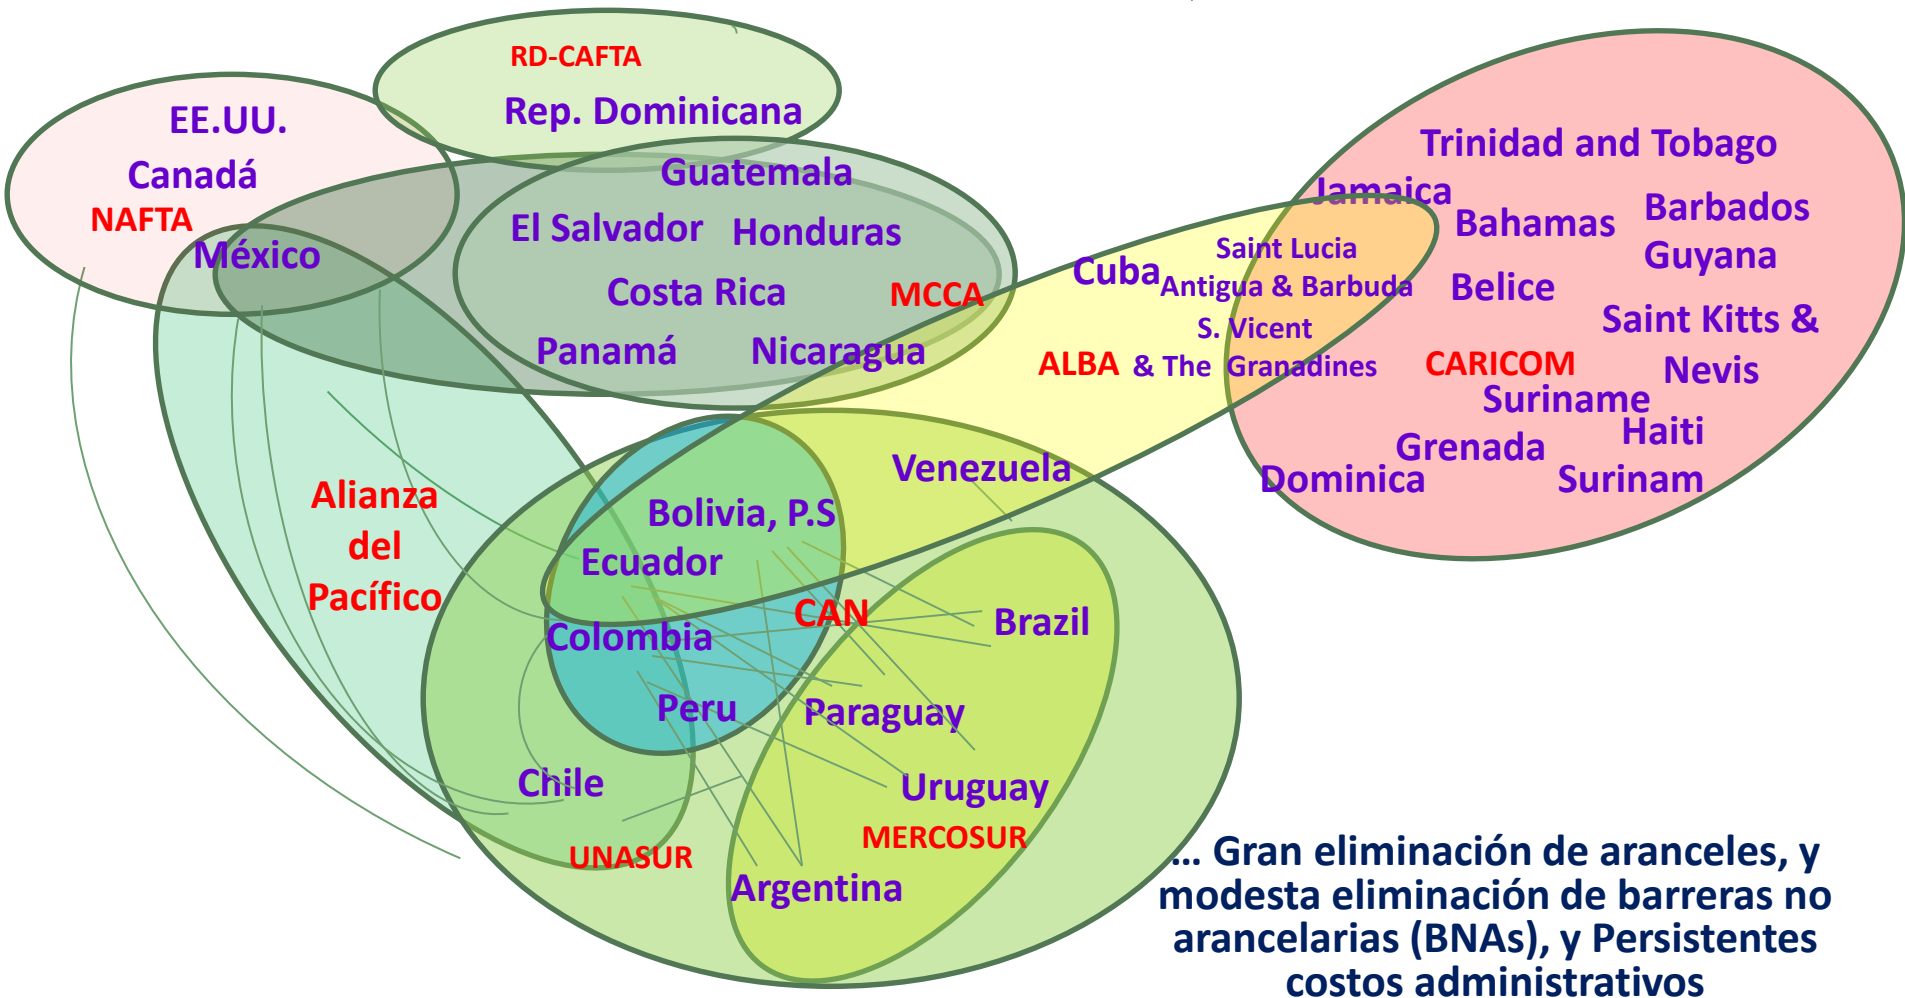 RD-CAFTA
Rep. Dominicana
EE.UU.
Canadá
NAFTA
México
Guatemala
El Salvador
Honduras
Costa Rica
MCCA
Panamá
Nicaragua
Cuba
Saint Lucia
Antigua & Barbuda
S. Vicent
ALBA
& The Granadines
Trinidad and Tobago
Jamaica
Bahamas
Barbados
Guyana
Belice
Saint Kitts &
Nevis
CARICOM
Suriname
Haiti
Grenada
Dominica
Surinam
Alianza
del
Pacífico
Venezuela
Bolivia, P.S
Ecuador
CAN
Colombia
Brazil
Peru
Paraguay
Chile
Uruguay
UNASUR
MERCOSUR
Argentina
... Gran eliminación de aranceles, y
modesta eliminación de barreras no
arancelarias (BNAs), y Persistentes
costos administrativos